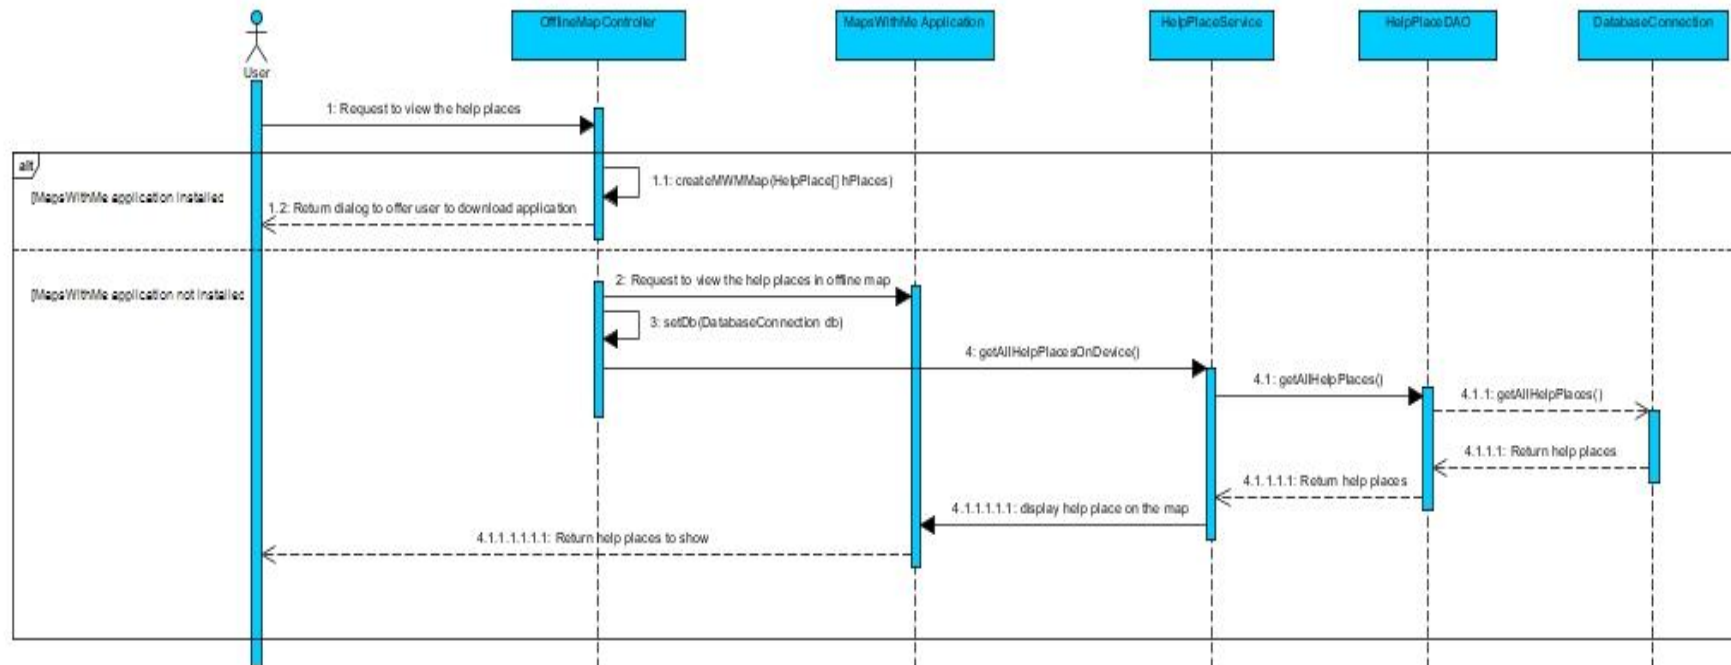 OfflineMapController
MapsWithMe Application
HelpPlaceService
HelpPlaceDAO
DatabaseConnection
User
1: Request to view the help places
alt
1.1: createMWMMap(HelpPlace[] hPlaces)
[MapsWithMe application installed
1.2: Return dialog to offer user to download application
2: Request to view the help places in offline map
[MapsWithMe application not installed
3: setDb(DatabaseConnection db)
4: getAllHelpPlacesOnDevice()
4.1: getAllHelpPlaces()
4.1.1: getAllHelpPlaces()
4.1.1.1: Return help places
4.1.1.1.1: Return help places
4.1.1.1.1.1: display help place on the map
4.1.1.1.1.1.1: Return help places to show